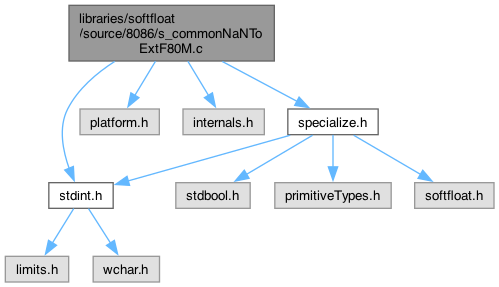 libraries/softfloat
/source/8086/s_commonNaNTo
ExtF80M.c
platform.h
internals.h
specialize.h
stdint.h
stdbool.h
primitiveTypes.h
softfloat.h
limits.h
wchar.h